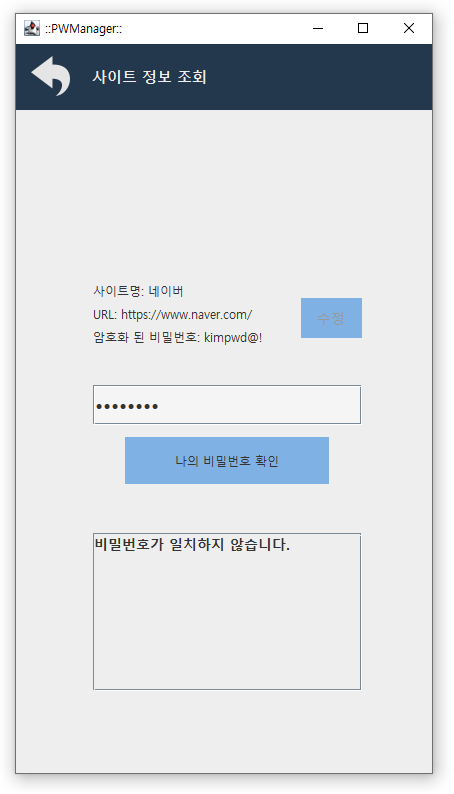 ::PWManager::
사이트 정보 조회
사이트명: 네이버
URL: https://www.naver.com/
수정
암호화 된 비밀번호: kimpwd@!
••••••••
나의 비밀번호 확인
비밀번호가 일치하지 않습니다.